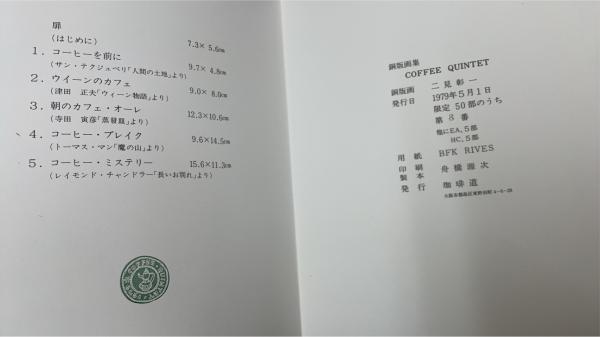 扉
(はじめに) 7.3× 5.6㎝
1. コーヒーを前に 9.7× 4.8㎝
(サン・テクジュペリ「人間の土地」より)
2. ウイーンのカフェ 9.0× 8.0㎝
(津田 正夫「ウィーン物語」より)
3. 朝のカフェ・オーレ 12.3×10.6㎝
(寺田 寅彦「蒸發皿」より)
4. コーヒー・ブレイク 9.6×14.5㎝
(トーマス・マン「魔の山」より)
5. コーヒー・ミステリー 15.6×11.3㎝
(レイモンド・チャンドラー「長いお別れ」より)
COFFEE・QUINTET
銅版画集
COFFEE QUINTET
銅版画 二見彰一
発行日 1979年5月1日
限定 50部のうち
第 8 番
他にEA.5部
HC.5部
用紙 BFK RIVES
印刷 舟橋源次
製本
発行 珈琲道